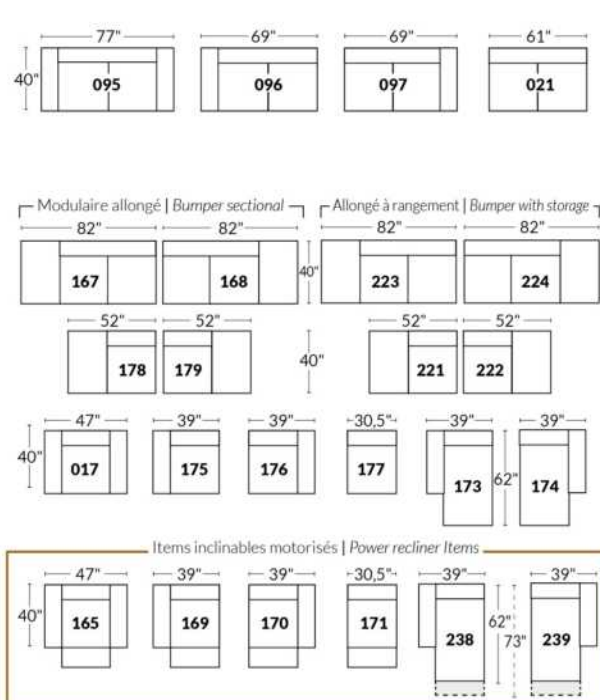 77" 69" 69" 61"
40" 095 096 097 021
Modulaire allongé | Bumper sectional Allongé à rangement | Bumper with storage
82" 82" 82" 82"
167 168 40" 223 224
52" 52" 52" 52"
178 179 40" 221 222
47" 39" 39" 30,5" 39" 39"
40" 017 175 176 177 173 62" 174
Items inclinables motorisés | Power recliner Items
47" 39" 39" 30,5" 39" 39"
40" 165 169 170 171 238 62" 73" 239